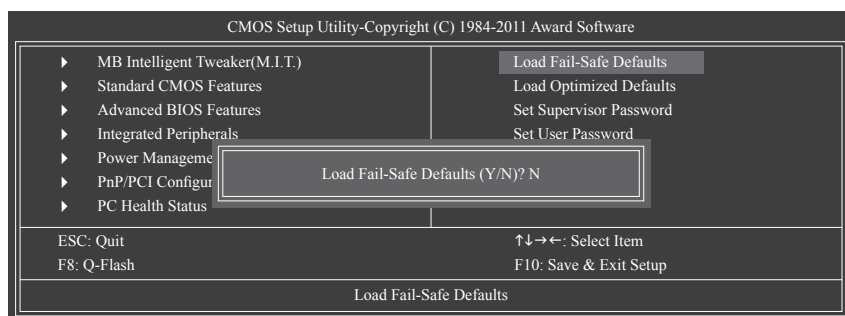 CMOS Setup Utility-Copyright (C) 1984-2011 Award Software
MB Intelligent Tweaker(M.I.T.)
Standard CMOS Features
Advanced BIOS Features
Integrated Peripherals
Power Manageme
PnP/PCI Configur
PC Health Status
Load Fail-Safe Defaults
Load Optimized Defaults
Set Supervisor Password
Set User Password
Load Fail-Safe Defaults (Y/N)? N
ESC: Quit
↑↓→←: Select Item
F8: Q-Flash
F10: Save & Exit Setup
Load Fail-Safe Defaults